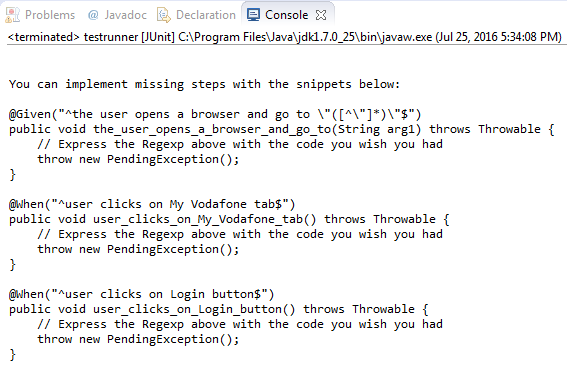 Problems @ Javadoc Declaration Console
<terminated> testrunner [JUnit] C:\Program Files\Java\jdk1.7.0_25\bin\javaw.exe (Jul 25, 2016 5:34:08 PM)
You can implement missing steps with the snippets below:
@Given("^the user opens a browser and go to \"([^\"]*)\"$")
public void the_user_opens_a_browser_and_go_to(String arg1) throws Throwable {
    // Express the Regexp above with the code you wish you had
    throw new PendingException();
}
@When("^user clicks on My Vodafone tab$")
public void user_clicks_on_My_Vodafone_tab() throws Throwable {
    // Express the Regexp above with the code you wish you had
    throw new PendingException();
}
@When("^user clicks on Login button$")
public void user_clicks_on_Login_button() throws Throwable {
    // Express the Regexp above with the code you wish you had
    throw new PendingException();
}